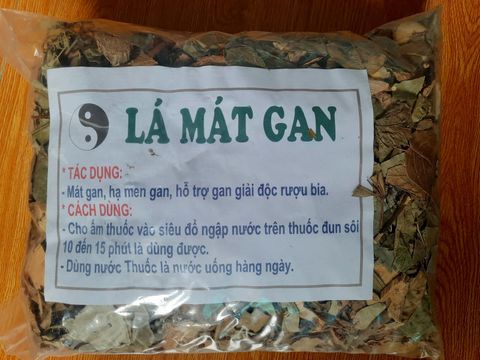 LÁ MÁT GAN
* TÁC DỤNG:
- Mát gan, hạ men gan, hỗ trợ gan giải độc rượu bia.
* CÁCH DÙNG:
- Cho ấm thuốc vào siêu đổ ngập nước trên thuốc đun sôi
10 đến 15 phút là dùng được.
- Dùng nước Thuốc là nước uống hàng ngày.